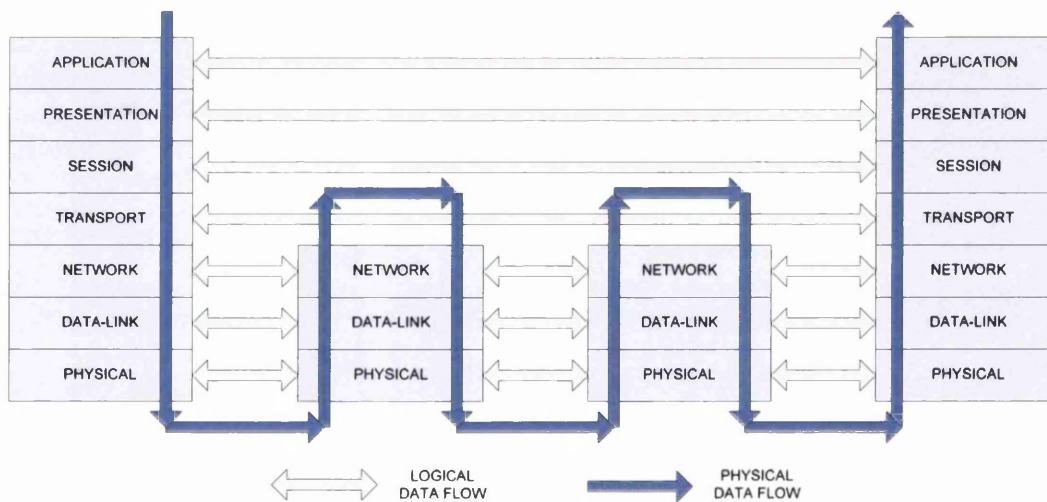 APPLICATION APPLICATION
PRESENTATION PRESENTATION
SESSION SESSION
TRANSPORT TRANSPORT
NETWORK NETWORK NETWORK NETWORK
DATA-LINK DATA-LINK DATA-LINK DATA-LINK
PHYSICAL PHYSICAL PHYSICAL PHYSICAL
LOGICAL
DATA FLOW
PHYSICAL
DATA FLOW